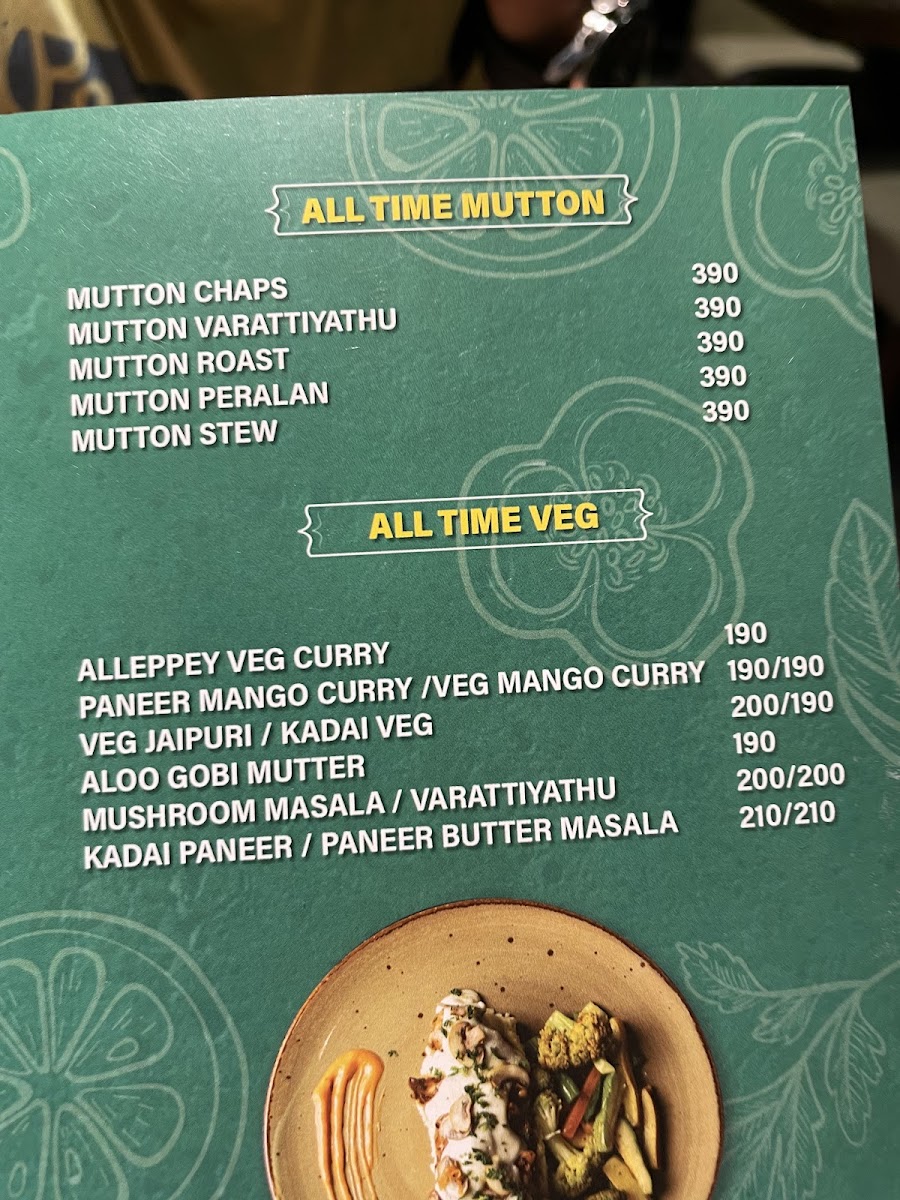 ALL TIME MUTTON
MUTTON CHAPS 390
MUTTON VARATTIYATHU 390
MUTTON ROAST 390
MUTTON PERALAN 390
MUTTON STEW 390
ALL TIME VEG
ALLEPPEY VEG CURRY 190
PANEER MANGO CURRY /VEG MANGO CURRY 190/190
VEG JAIPURI / KADAI VEG 200/190
ALOO GOBI MUTTER 190
MUSHROOM MASALA / VARATTIYATHU 200/200
KADAI PANEER / PANEER BUTTER MASALA 210/210